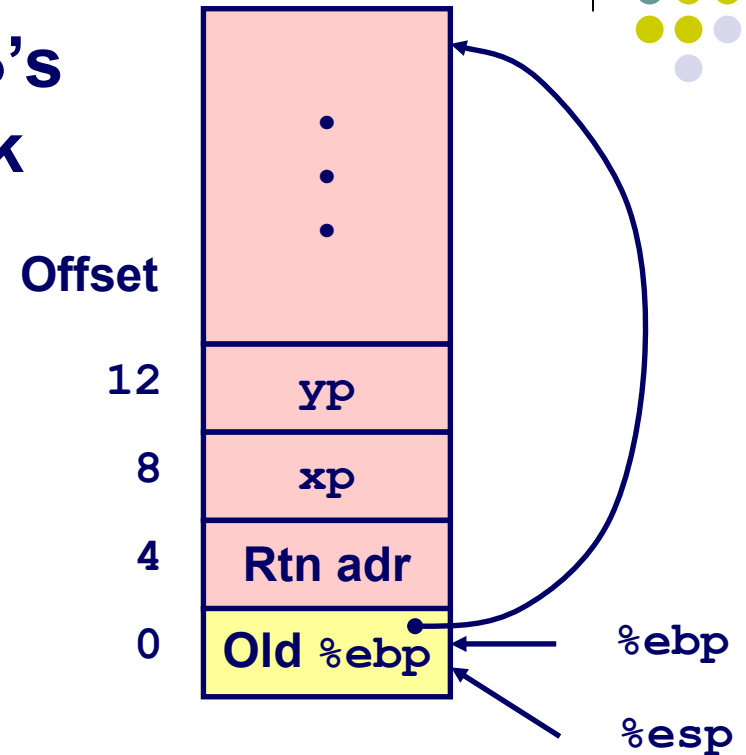 ’s
k
Offset
12 yp
8 xp
4 Rtn adr
0 Old %ebp %ebp
%esp